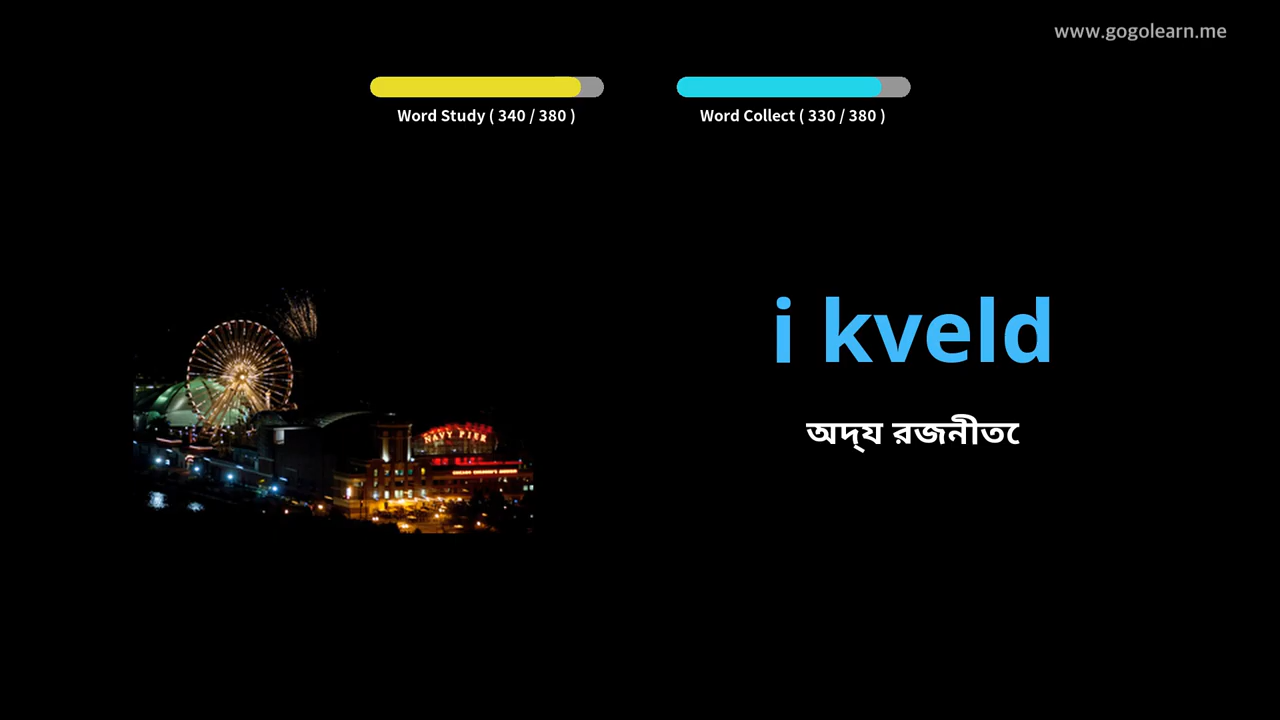 www.gogolearn.me
Word Study ( 340 / 380 )
Word Collect ( 330 / 380 )
i kveld
অদ্য রজনীতে
NAVY PIER